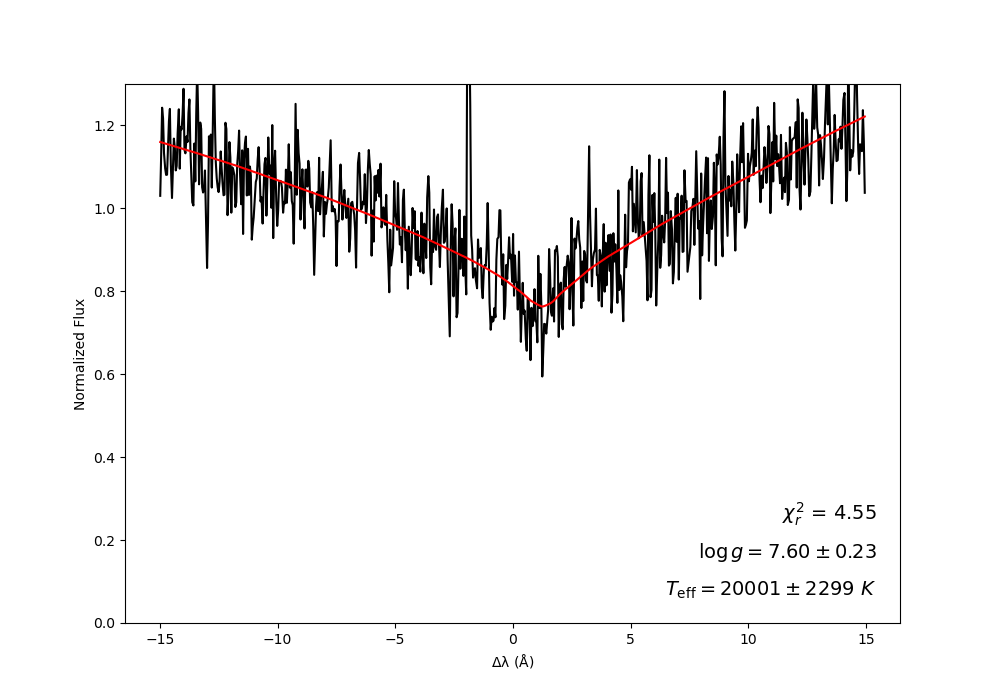 1.2
1.0
0.8
0.6
0.4
0.2
0.0
Normalized Flux
χ²ᵣ = 4.55
log g = 7.60 ± 0.23
T_eff = 20001 ± 2299 K
−15 −10 −5 0 5 10 15
Δλ (Å)